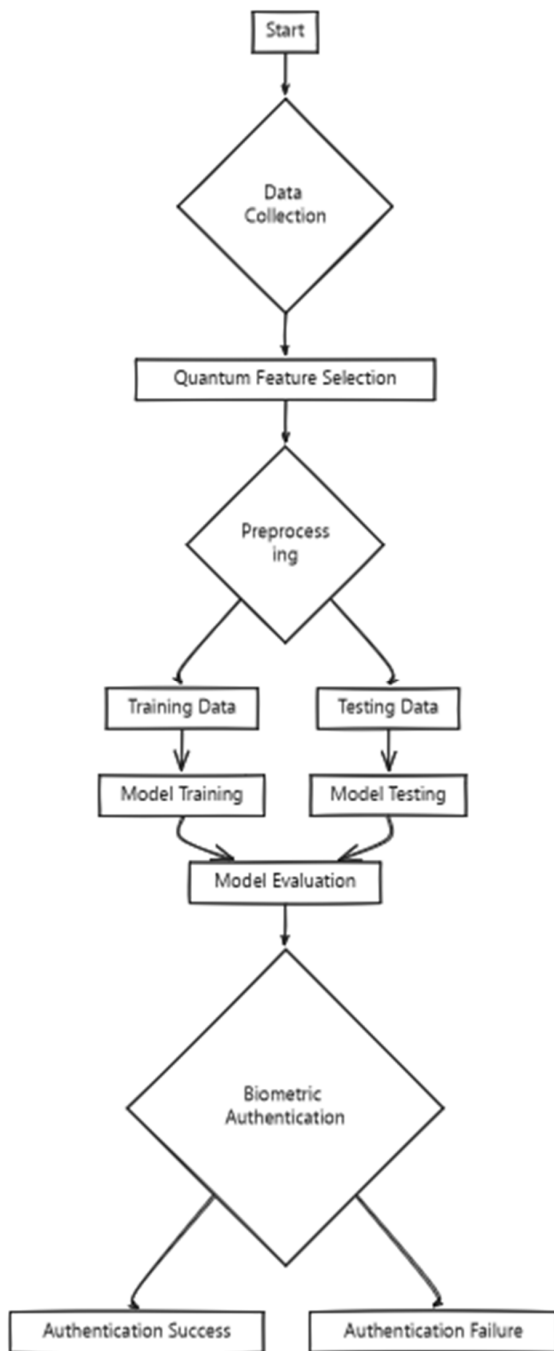 Start
Data
Collection
Quantum Feature Selection
Preprocess
ing
Training Data
Testing Data
Model Training
Model Testing
Model Evaluation
Biometric
Authentication
Authentication Success
Authentication Failure